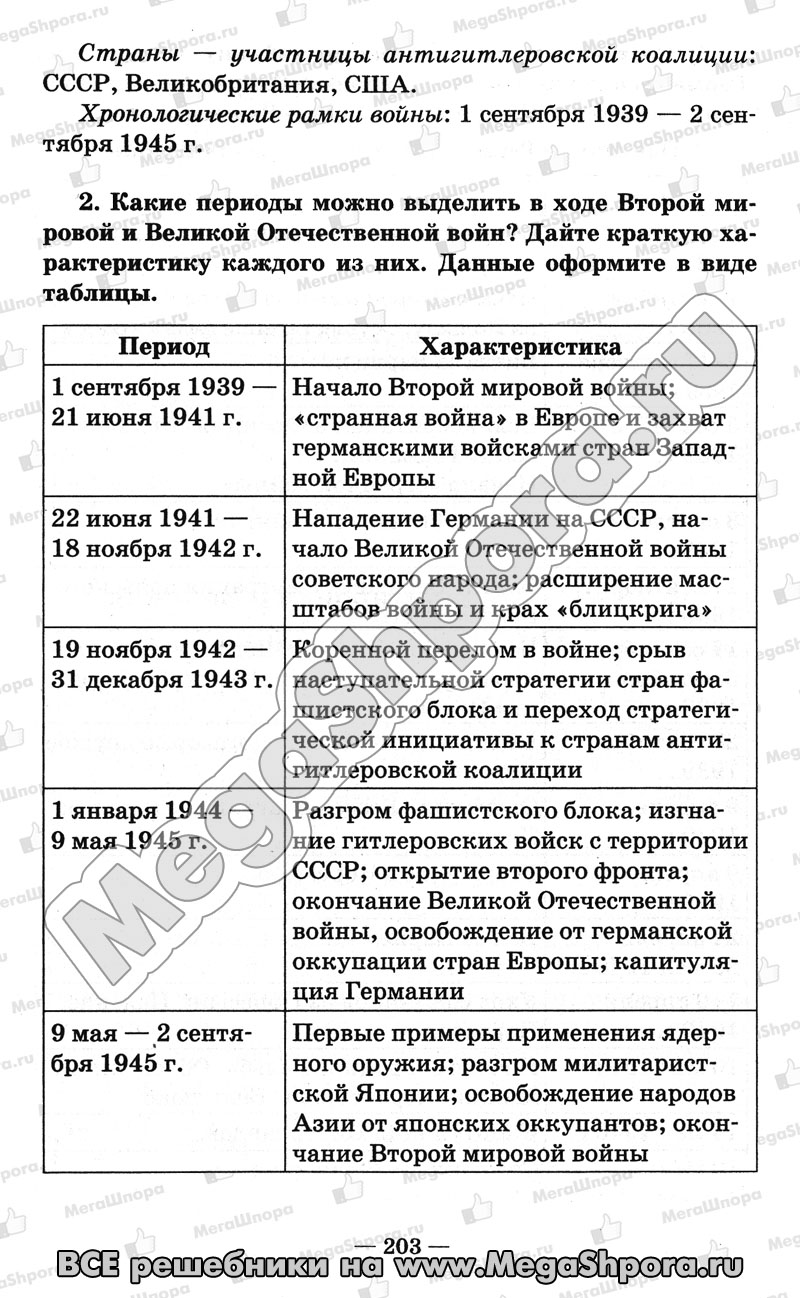 Страны — участницы антигитлеровской коалиции:
СССР, Великобритания, США.
Хронологические рамки войны: 1 сентября 1939 — 2 сен-
тября 1945 г.
2. Какие периоды можно выделить в ходе Второй ми-
ровой и Великой Отечественной войн? Дайте краткую ха-
рактеристику каждого из них. Данные оформите в виде
таблицы.
Период
Характеристика
1 сентября 1939 —
21 июня 1941 г.
Начало Второй мировой войны;
«странная война» в Европе и захват
германскими войсками стран Запад-
ной Европы
22 июня 1941 —
18 ноября 1942 г.
Нападение Германии на СССР, на-
чало Великой Отечественной войны
советского народа; расширение мас-
штабов войны и крах «блицкрига»
19 ноября 1942 —
31 декабря 1943 г.
Коренной перелом в войне; срыв
наступательной стратегии стран фа-
шистского блока и переход стратеги-
ческой инициативы к странам анти-
гитлеровской коалиции
1 января 1944 —
9 мая 1945 г.
Разгром фашистского блока; изгна-
ние гитлеровских войск с территории
СССР; открытие второго фронта;
окончание Великой Отечественной
войны, освобождение от германской
оккупации стран Европы; капитуля-
ция Германии
9 мая — 2 сентя-
бря 1945 г.
Первые примеры применения ядер-
ного оружия; разгром милитарист-
ской Японии; освобождение народов
Азии от японских оккупантов; окон-
чание Второй мировой войны
MegaShpora.ru
— 203 —
ВСЕ решебники на www.MegaShpora.ru